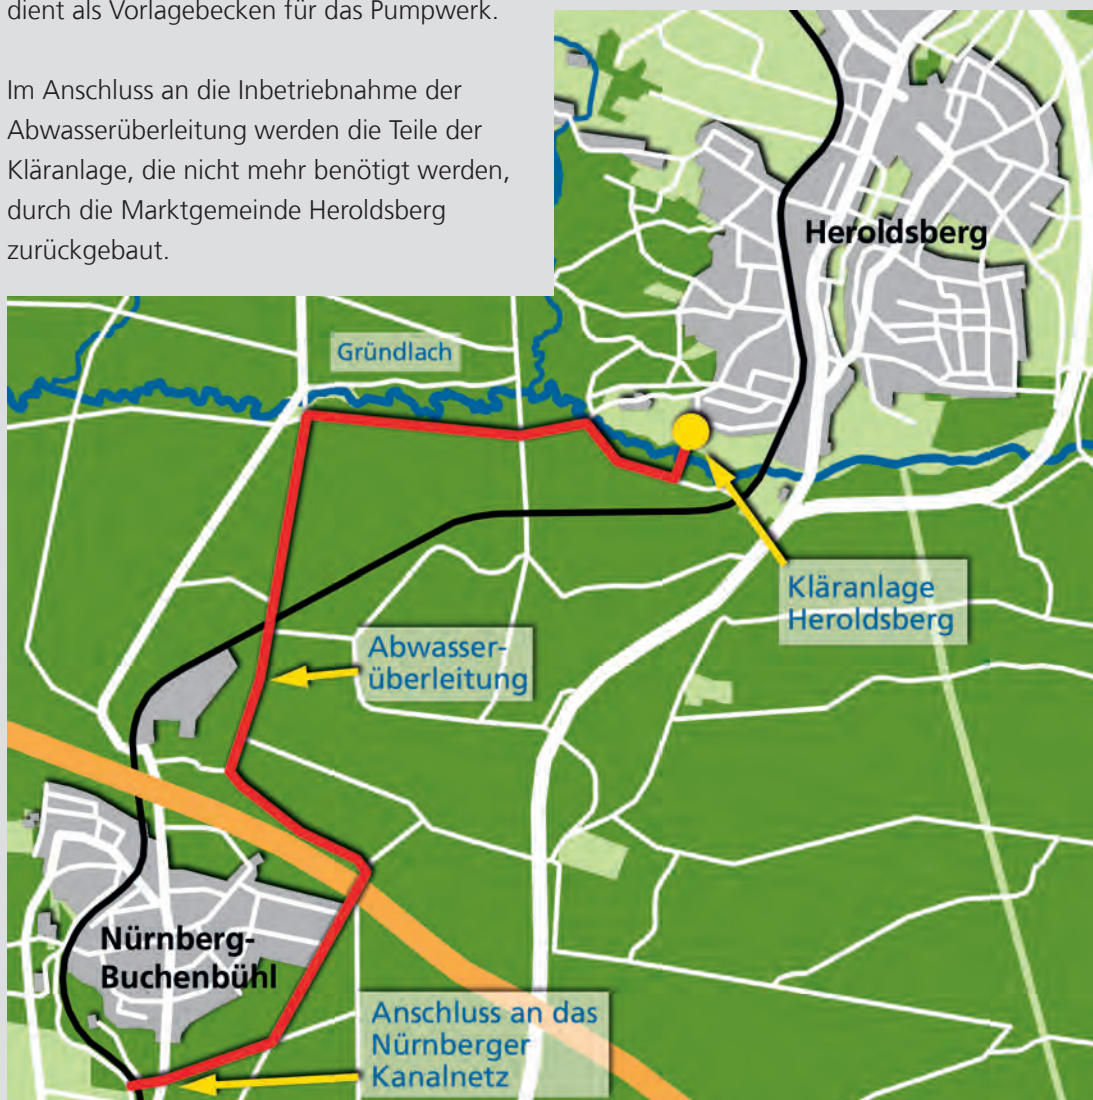 dient als Vorlagebecken für das Pumpwerk.
Im Anschluss an die Inbetriebnahme der
Abwasserüberleitung werden die Teile der
Kläranlage, die nicht mehr benötigt werden,
durch die Marktgemeinde Heroldsberg
zurückgebaut.
Heroldsberg
Gründlach
Kläranlage
Heroldsberg
Abwasser-
überleitung
Nürnberg-
Buchenbühl
Anschluss an das
Nürnberger
Kanalnetz